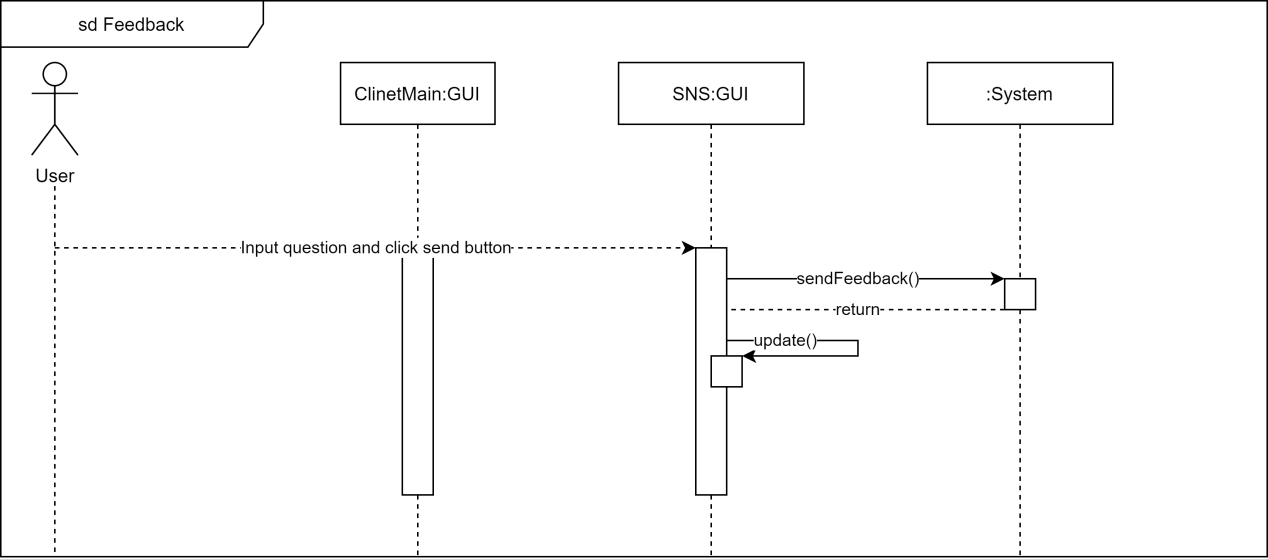 sd Feedback
ClinetMain:GUI
SNS:GUI
:System
User
Input question and click send button
sendFeedback()
return
update()